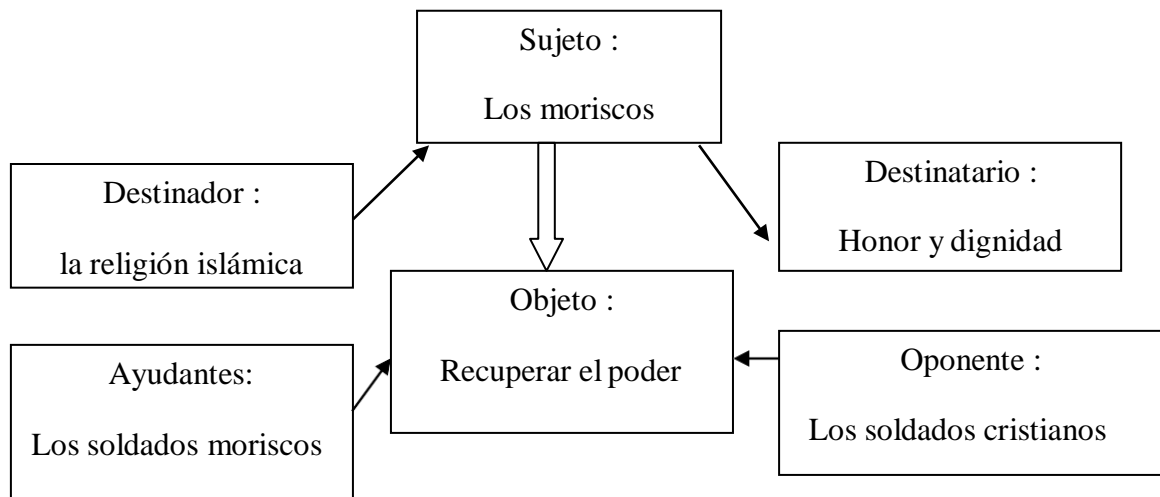 Sujeto :
Los moriscos
Destinador :
la religión islámica
Destinatario :
Honor y dignidad
Objeto :
Recuperar el poder
Ayudantes:
Los soldados moriscos
Oponente :
Los soldados cristianos